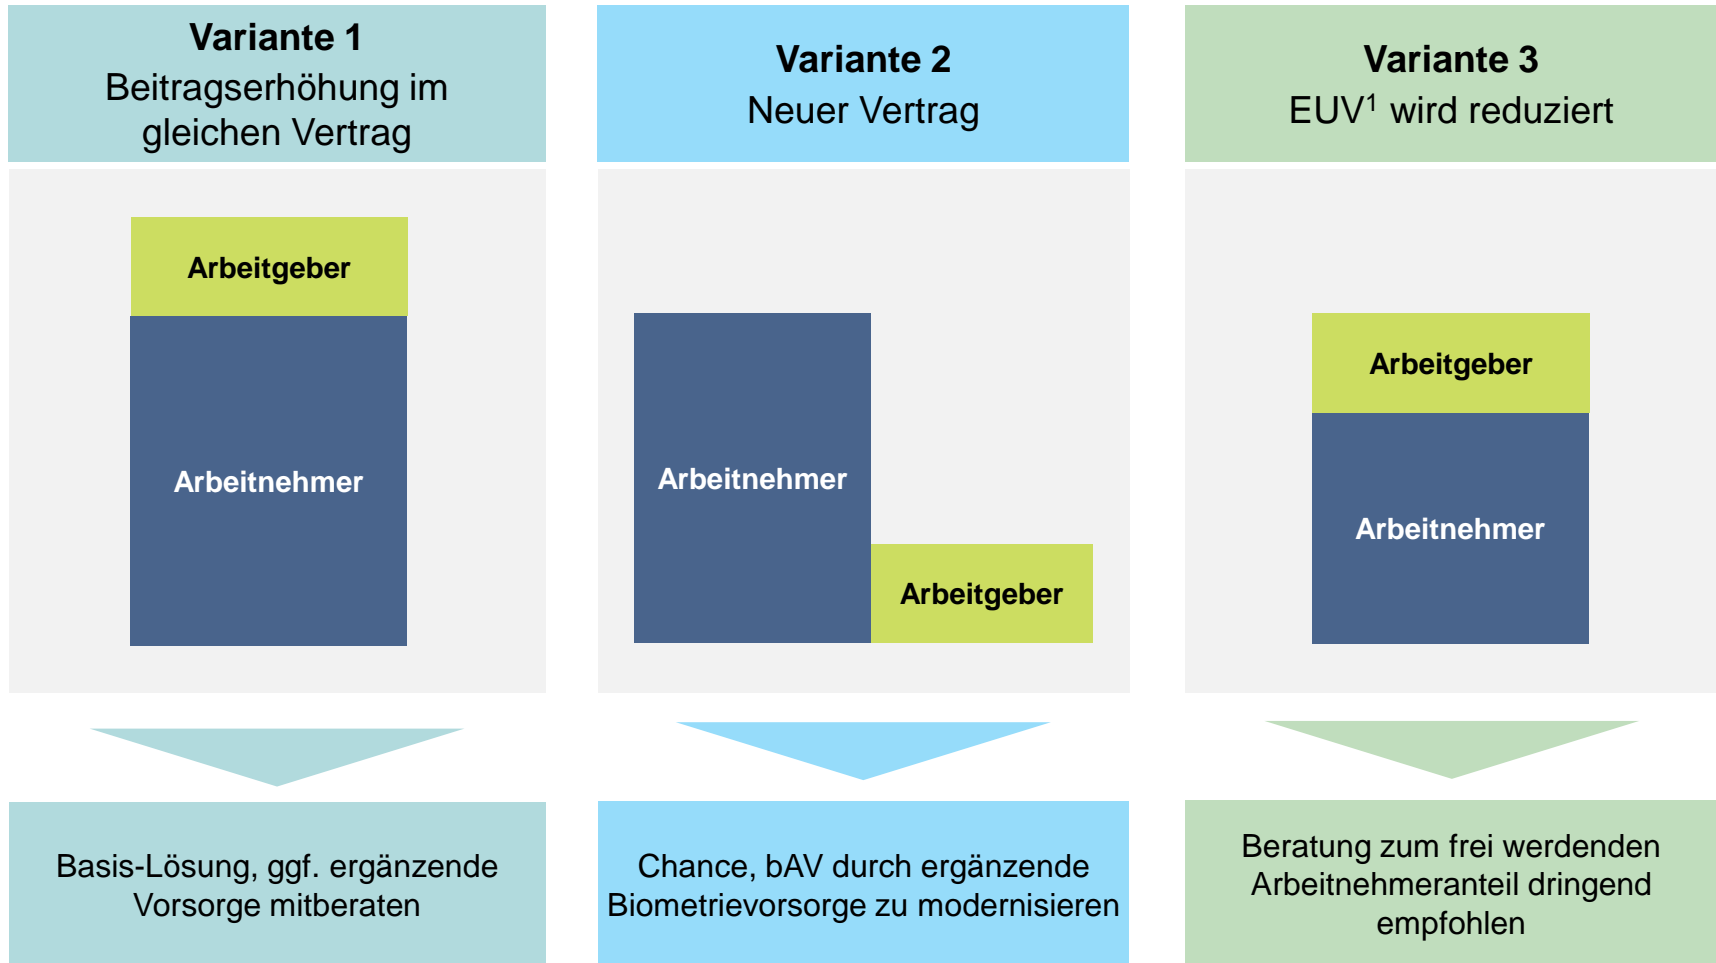 Variante 1
Beitragserhöhung im
gleichen Vertrag
Arbeitgeber
Arbeitnehmer
Basis-Lösung, ggf. ergänzende
Vorsorge mitberaten
Variante 2
Neuer Vertrag
Arbeitnehmer
Arbeitgeber
Chance, bAV durch ergänzende
Biometrievorsorge zu modernisieren
Variante 3
EUV¹ wird reduziert
Arbeitgeber
Arbeitnehmer
Beratung zum frei werdenden
Arbeitnehmeranteil dringend
empfohlen